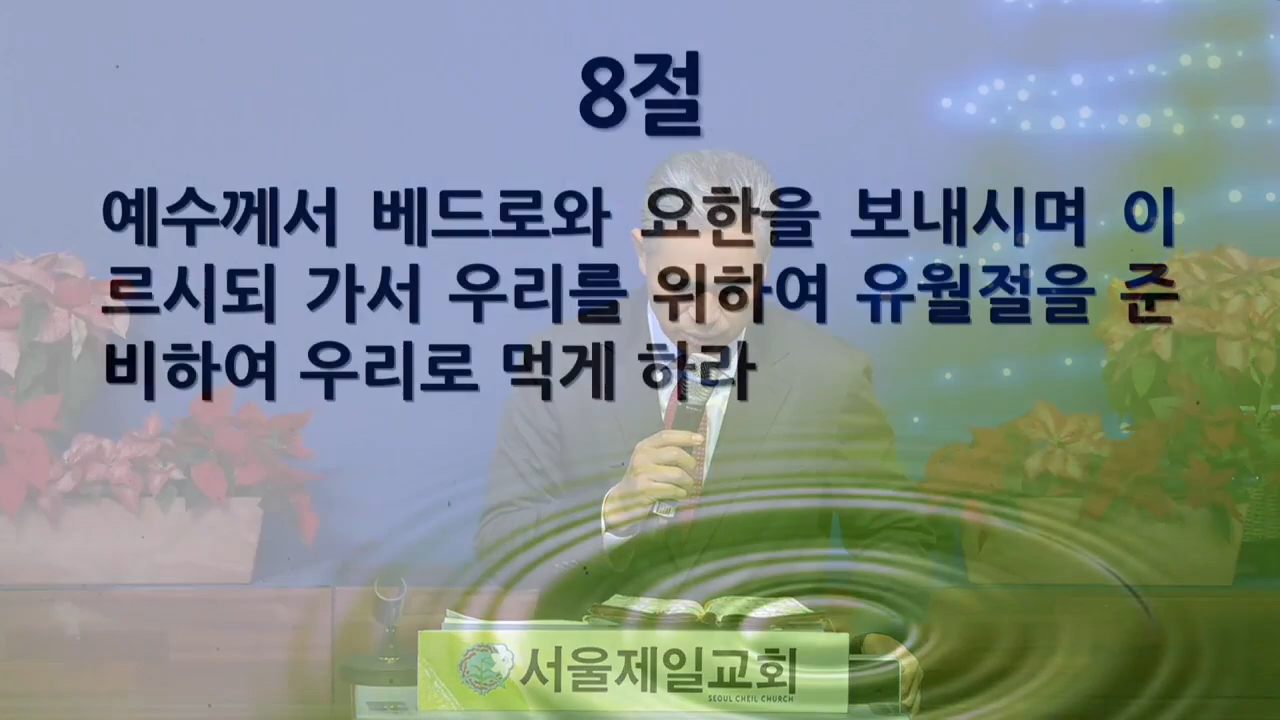 8절
예수께서 베드로와 요한을 보내시며 이
르시되 가서 우리를 위하여 유월절을 준
비하여 우리로 먹게 하라
서울제일교회
SEOUL CHEIL CHURCH